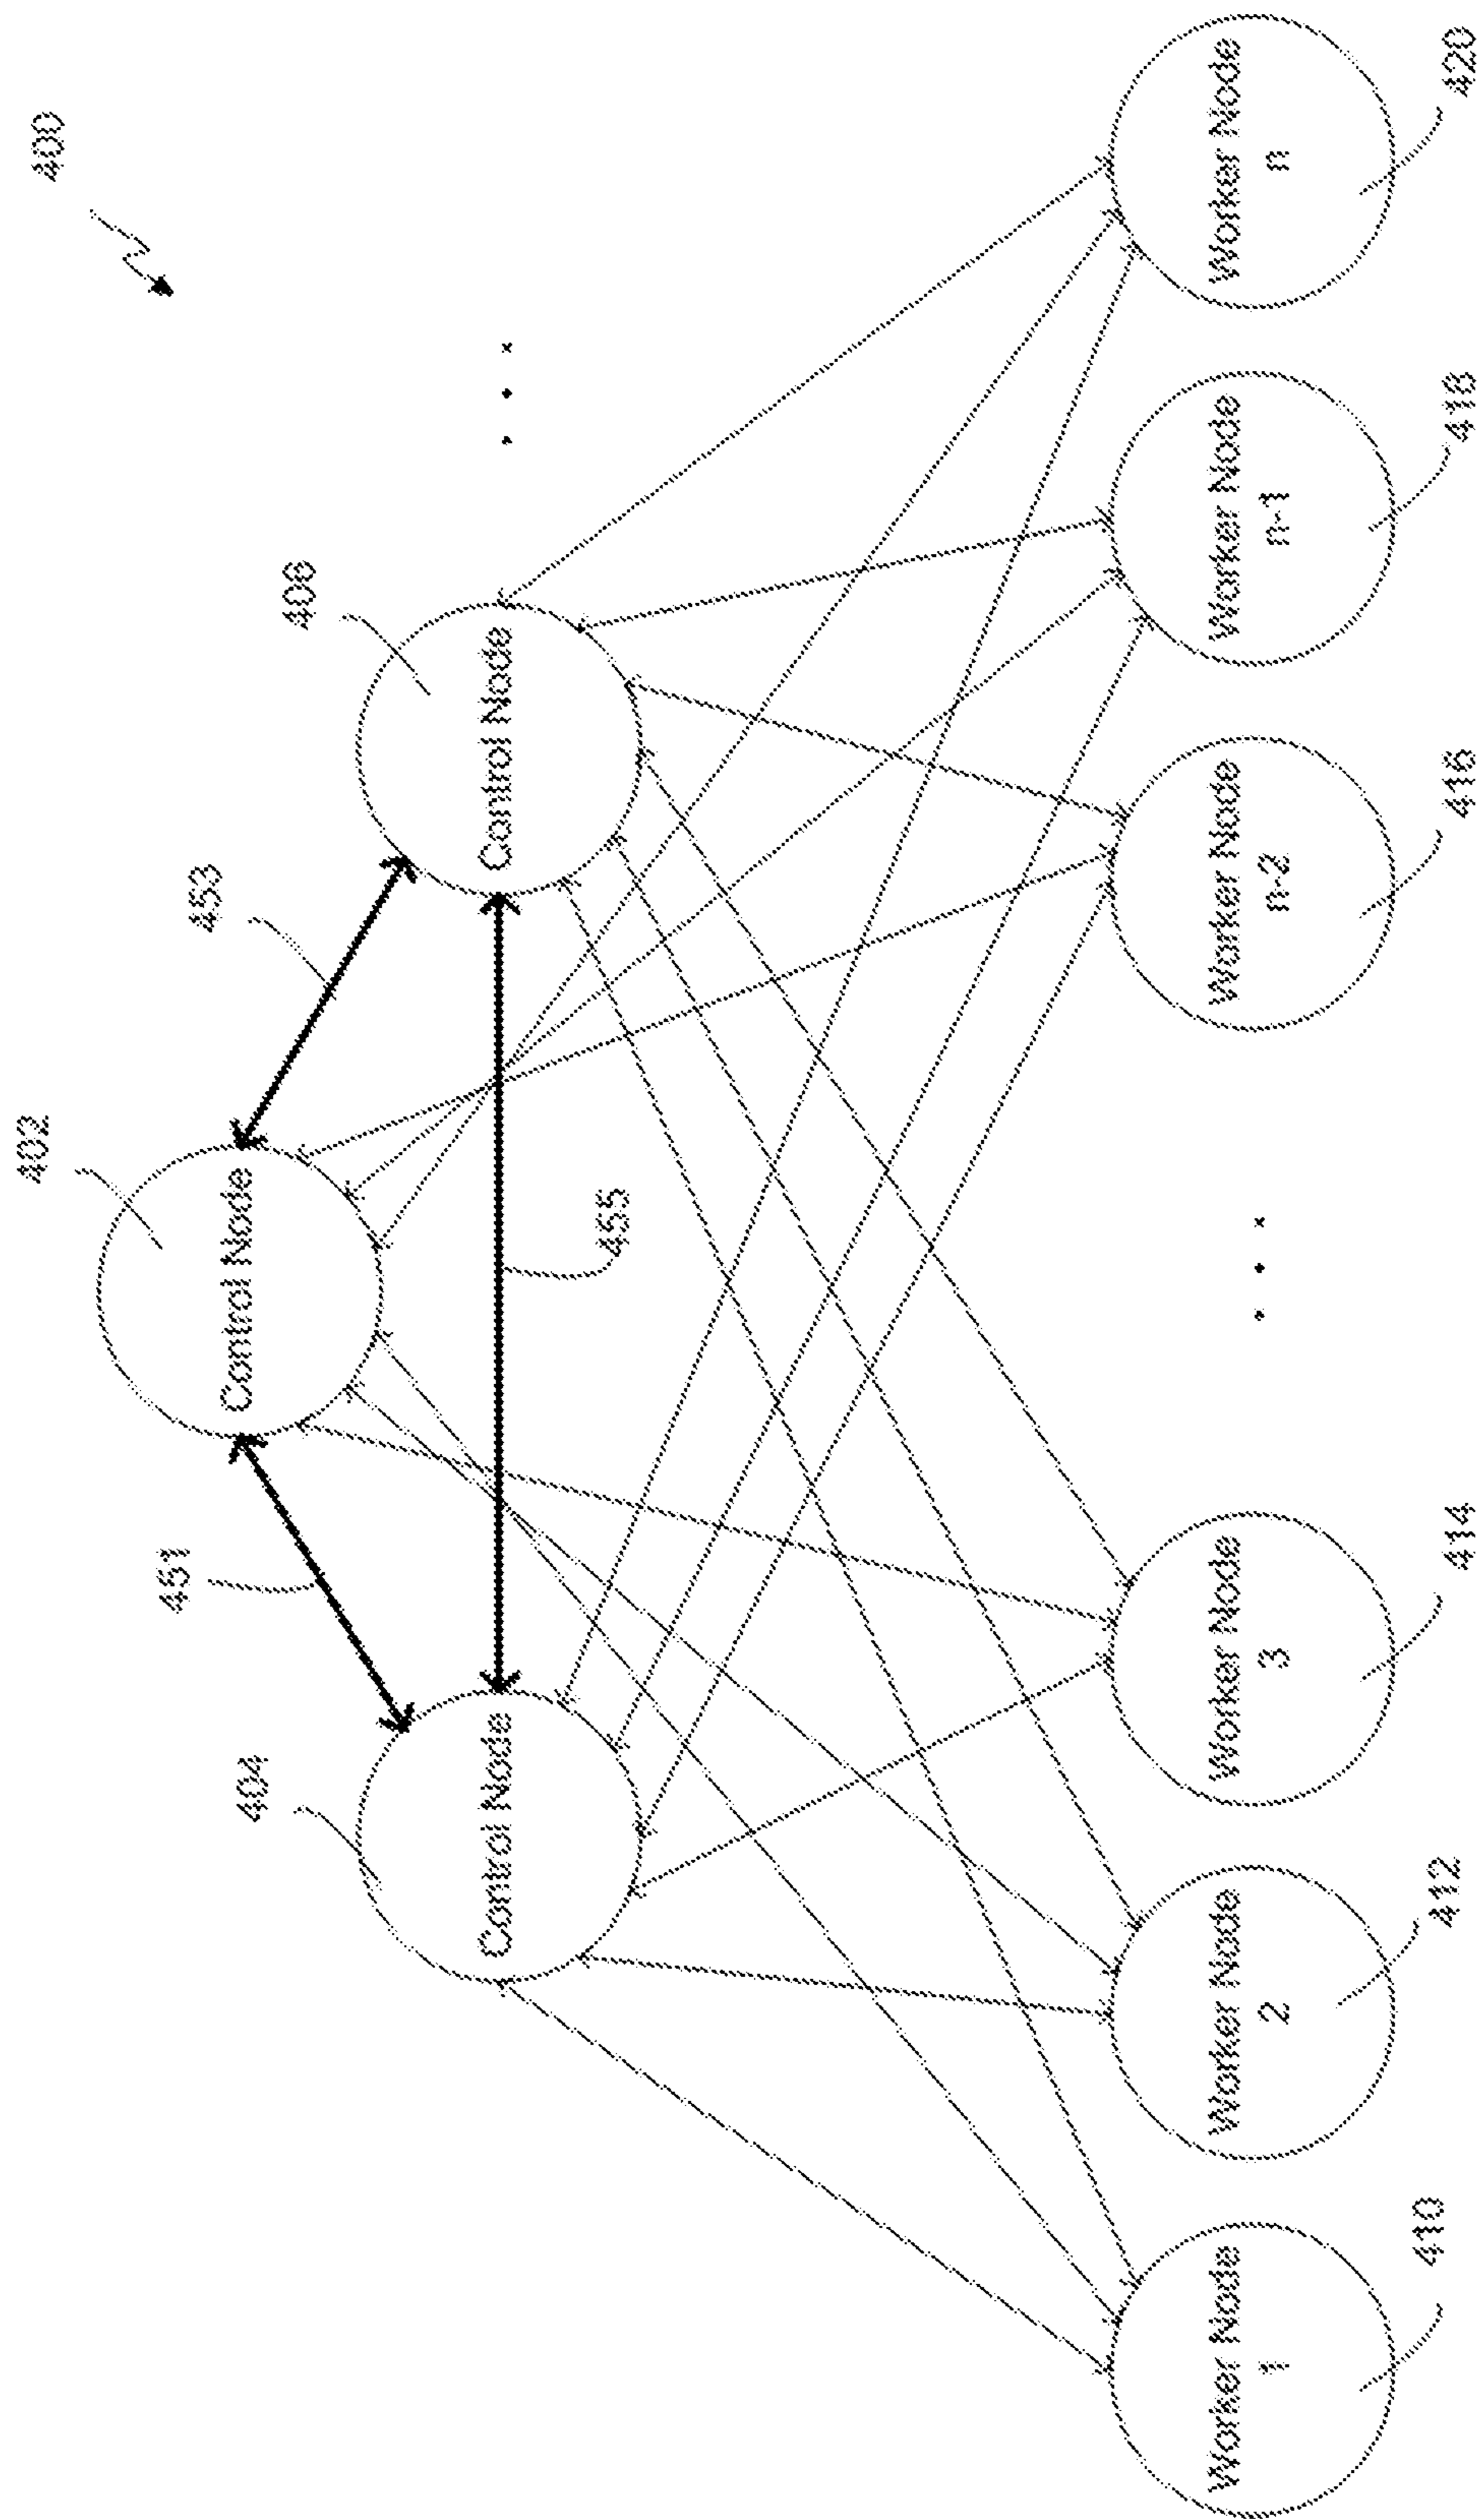 400
402
453
451
406
404
Control Node
Control Node
Control Node
455
. . .
Worker Node
1
Worker Node
2
Worker Node
3
. . .
Worker Node
n-2
Worker Node
n-1
Worker Node
n
410
412
414
416
418
420